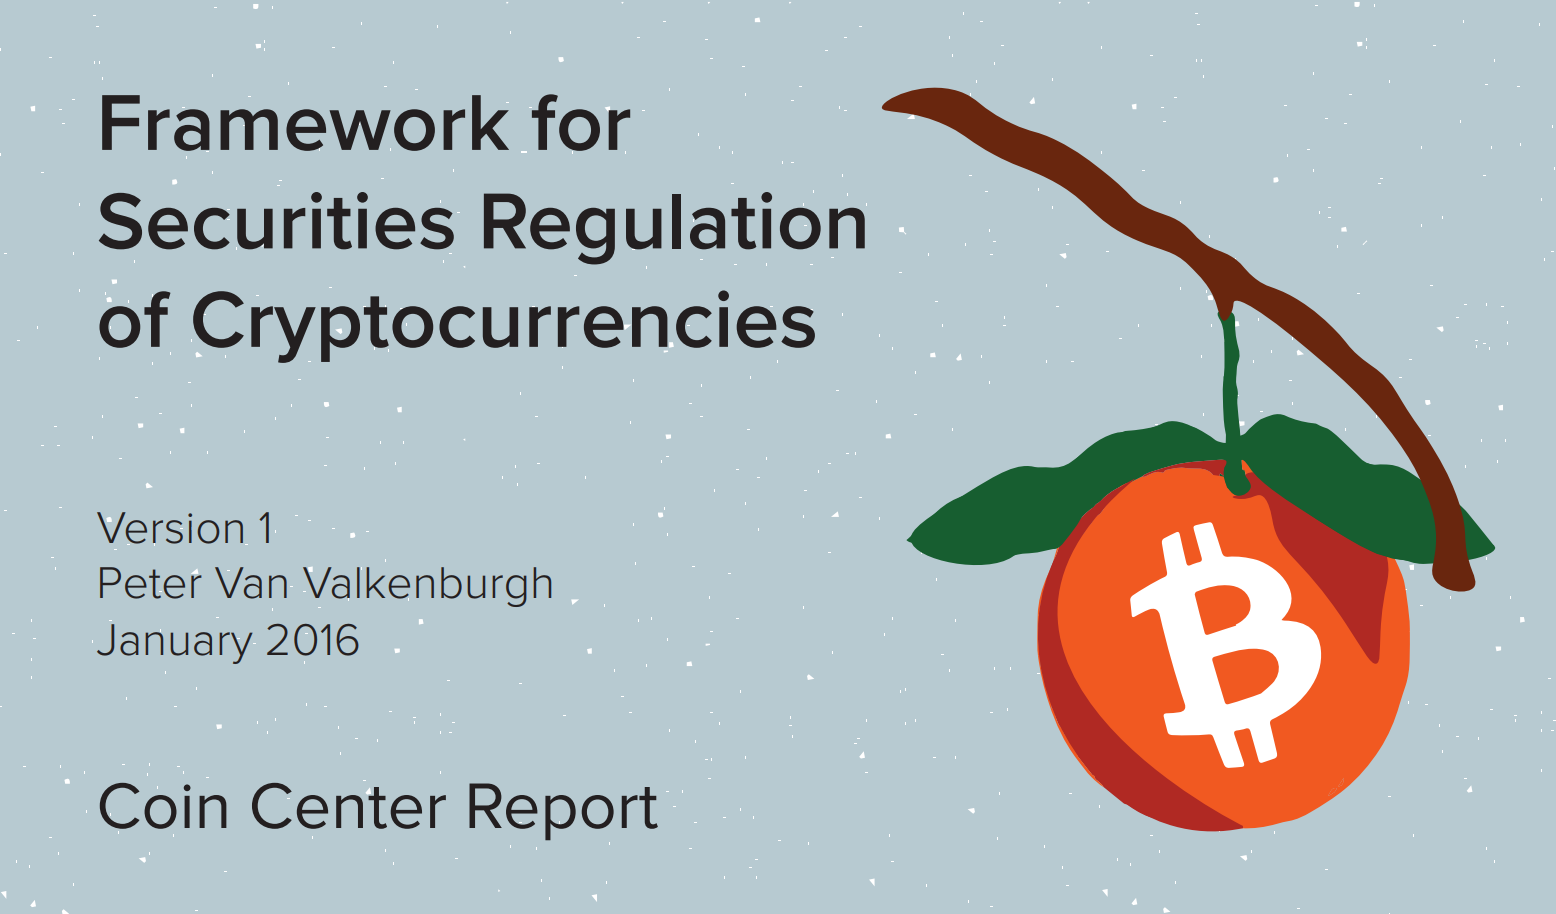 Framework for
Securities Regulation
of Cryptocurrencies
Version 1
Peter Van Valkenburgh
January 2016
Coin Center Report